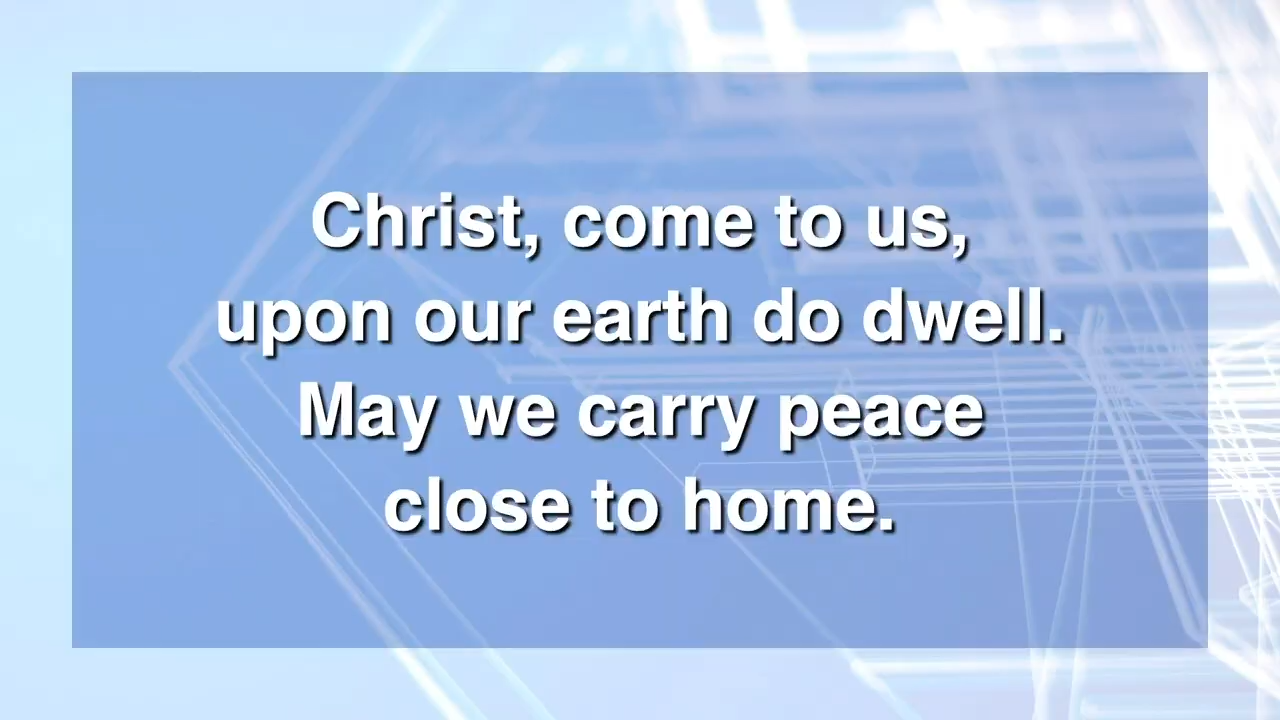 Christ, come to us,
upon our earth do dwell.
May we carry peace
close to home.